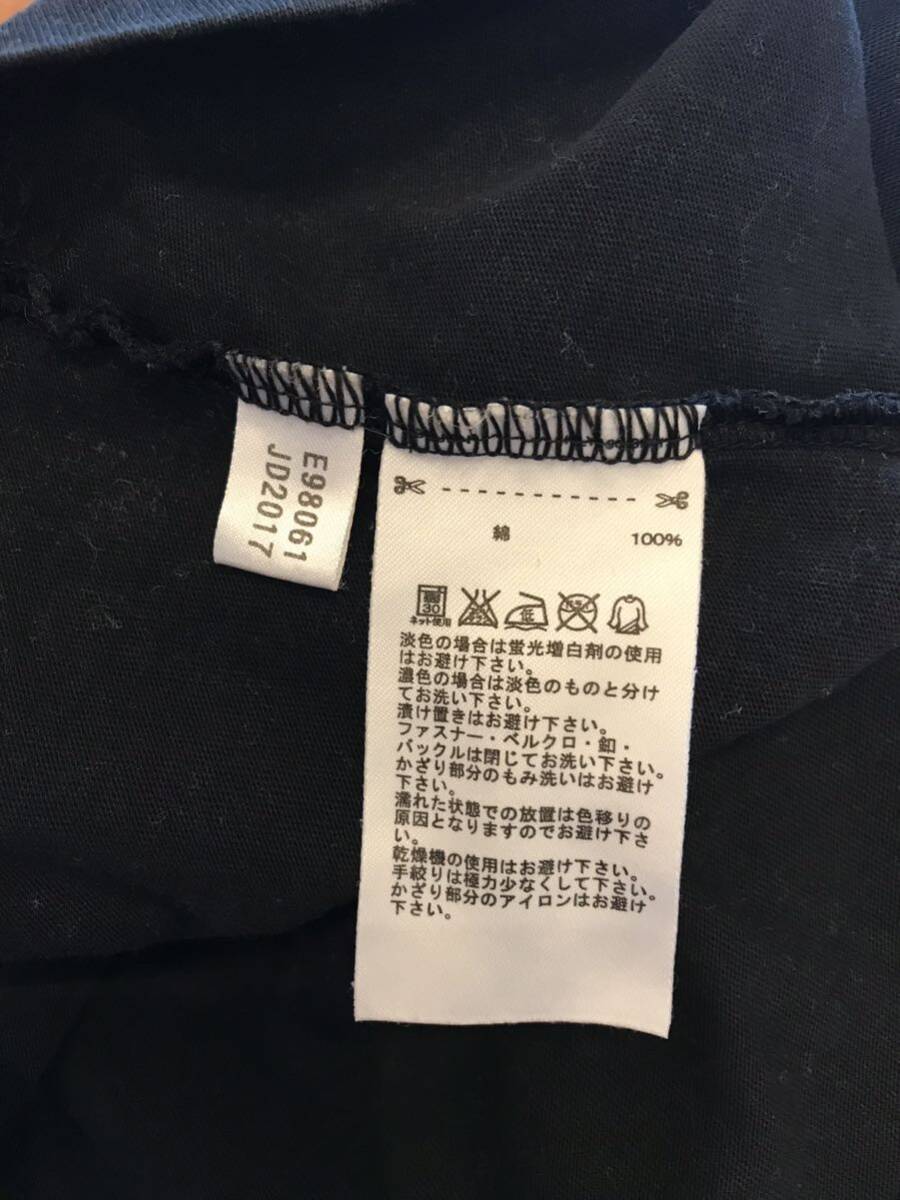 E98061
JD2017
綿 100%
30
ネット使用
低
淡色の場合は蛍光増白剤の使用
はお避け下さい。
濃色の場合は淡色のものと分け
てお洗い下さい。
漬け置きはお避け下さい。
ファスナー・ベルクロ・釦・
バックルは閉じてお洗い下さい。
かざり部分のもみ洗いはお避け
下さい。
濡れた状態での放置は色移りの
原因となりますのでお避け下さ
い。
乾燥機の使用はお避け下さい。
手絞りは極力少なくして下さい。
かざり部分のアイロンはお避け
下さい。